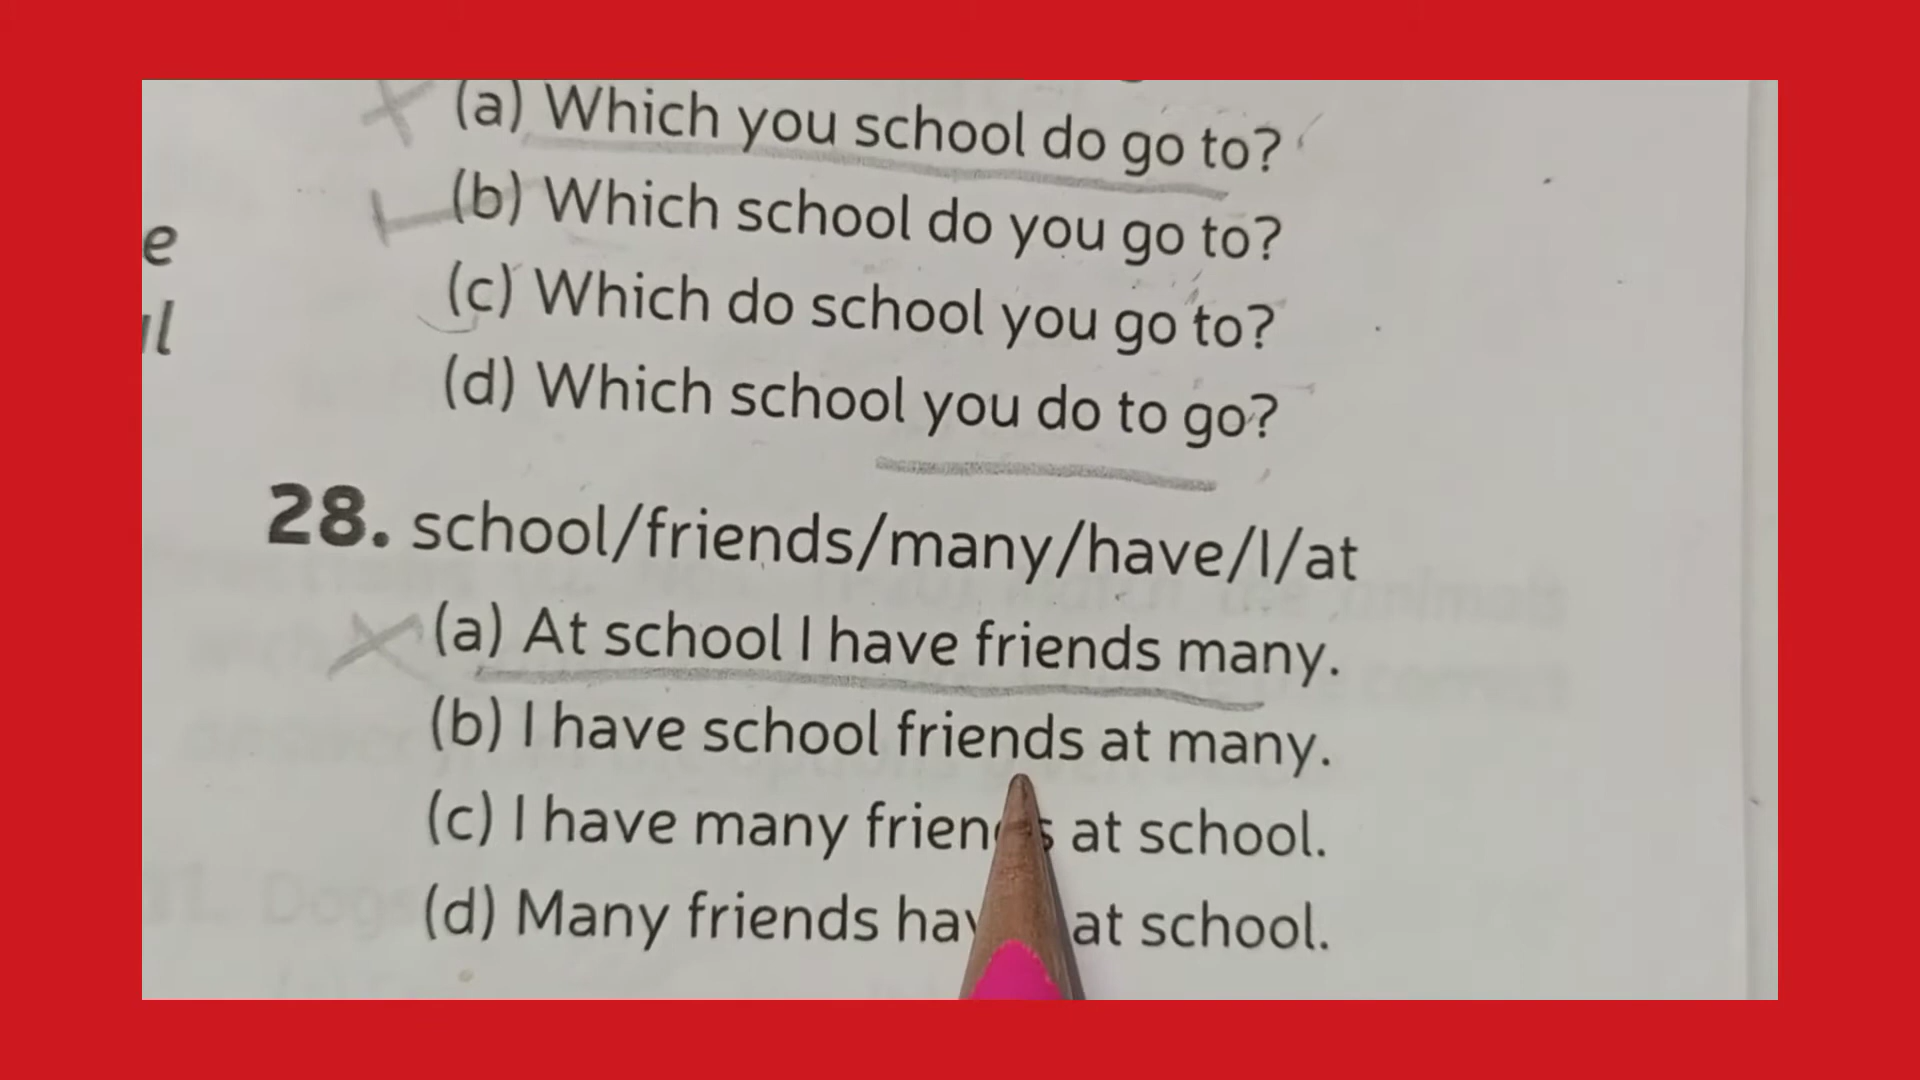 (a) Which you school do go to?
e (b) Which school do you go to?
(c) Which do school you go to?
(d) Which school you do to go?
28. school/friends/many/have/I/at
(a) At school I have friends many.
(b) I have school friends at many.
(c) I have many friends at school.
(d) Many friends at school.